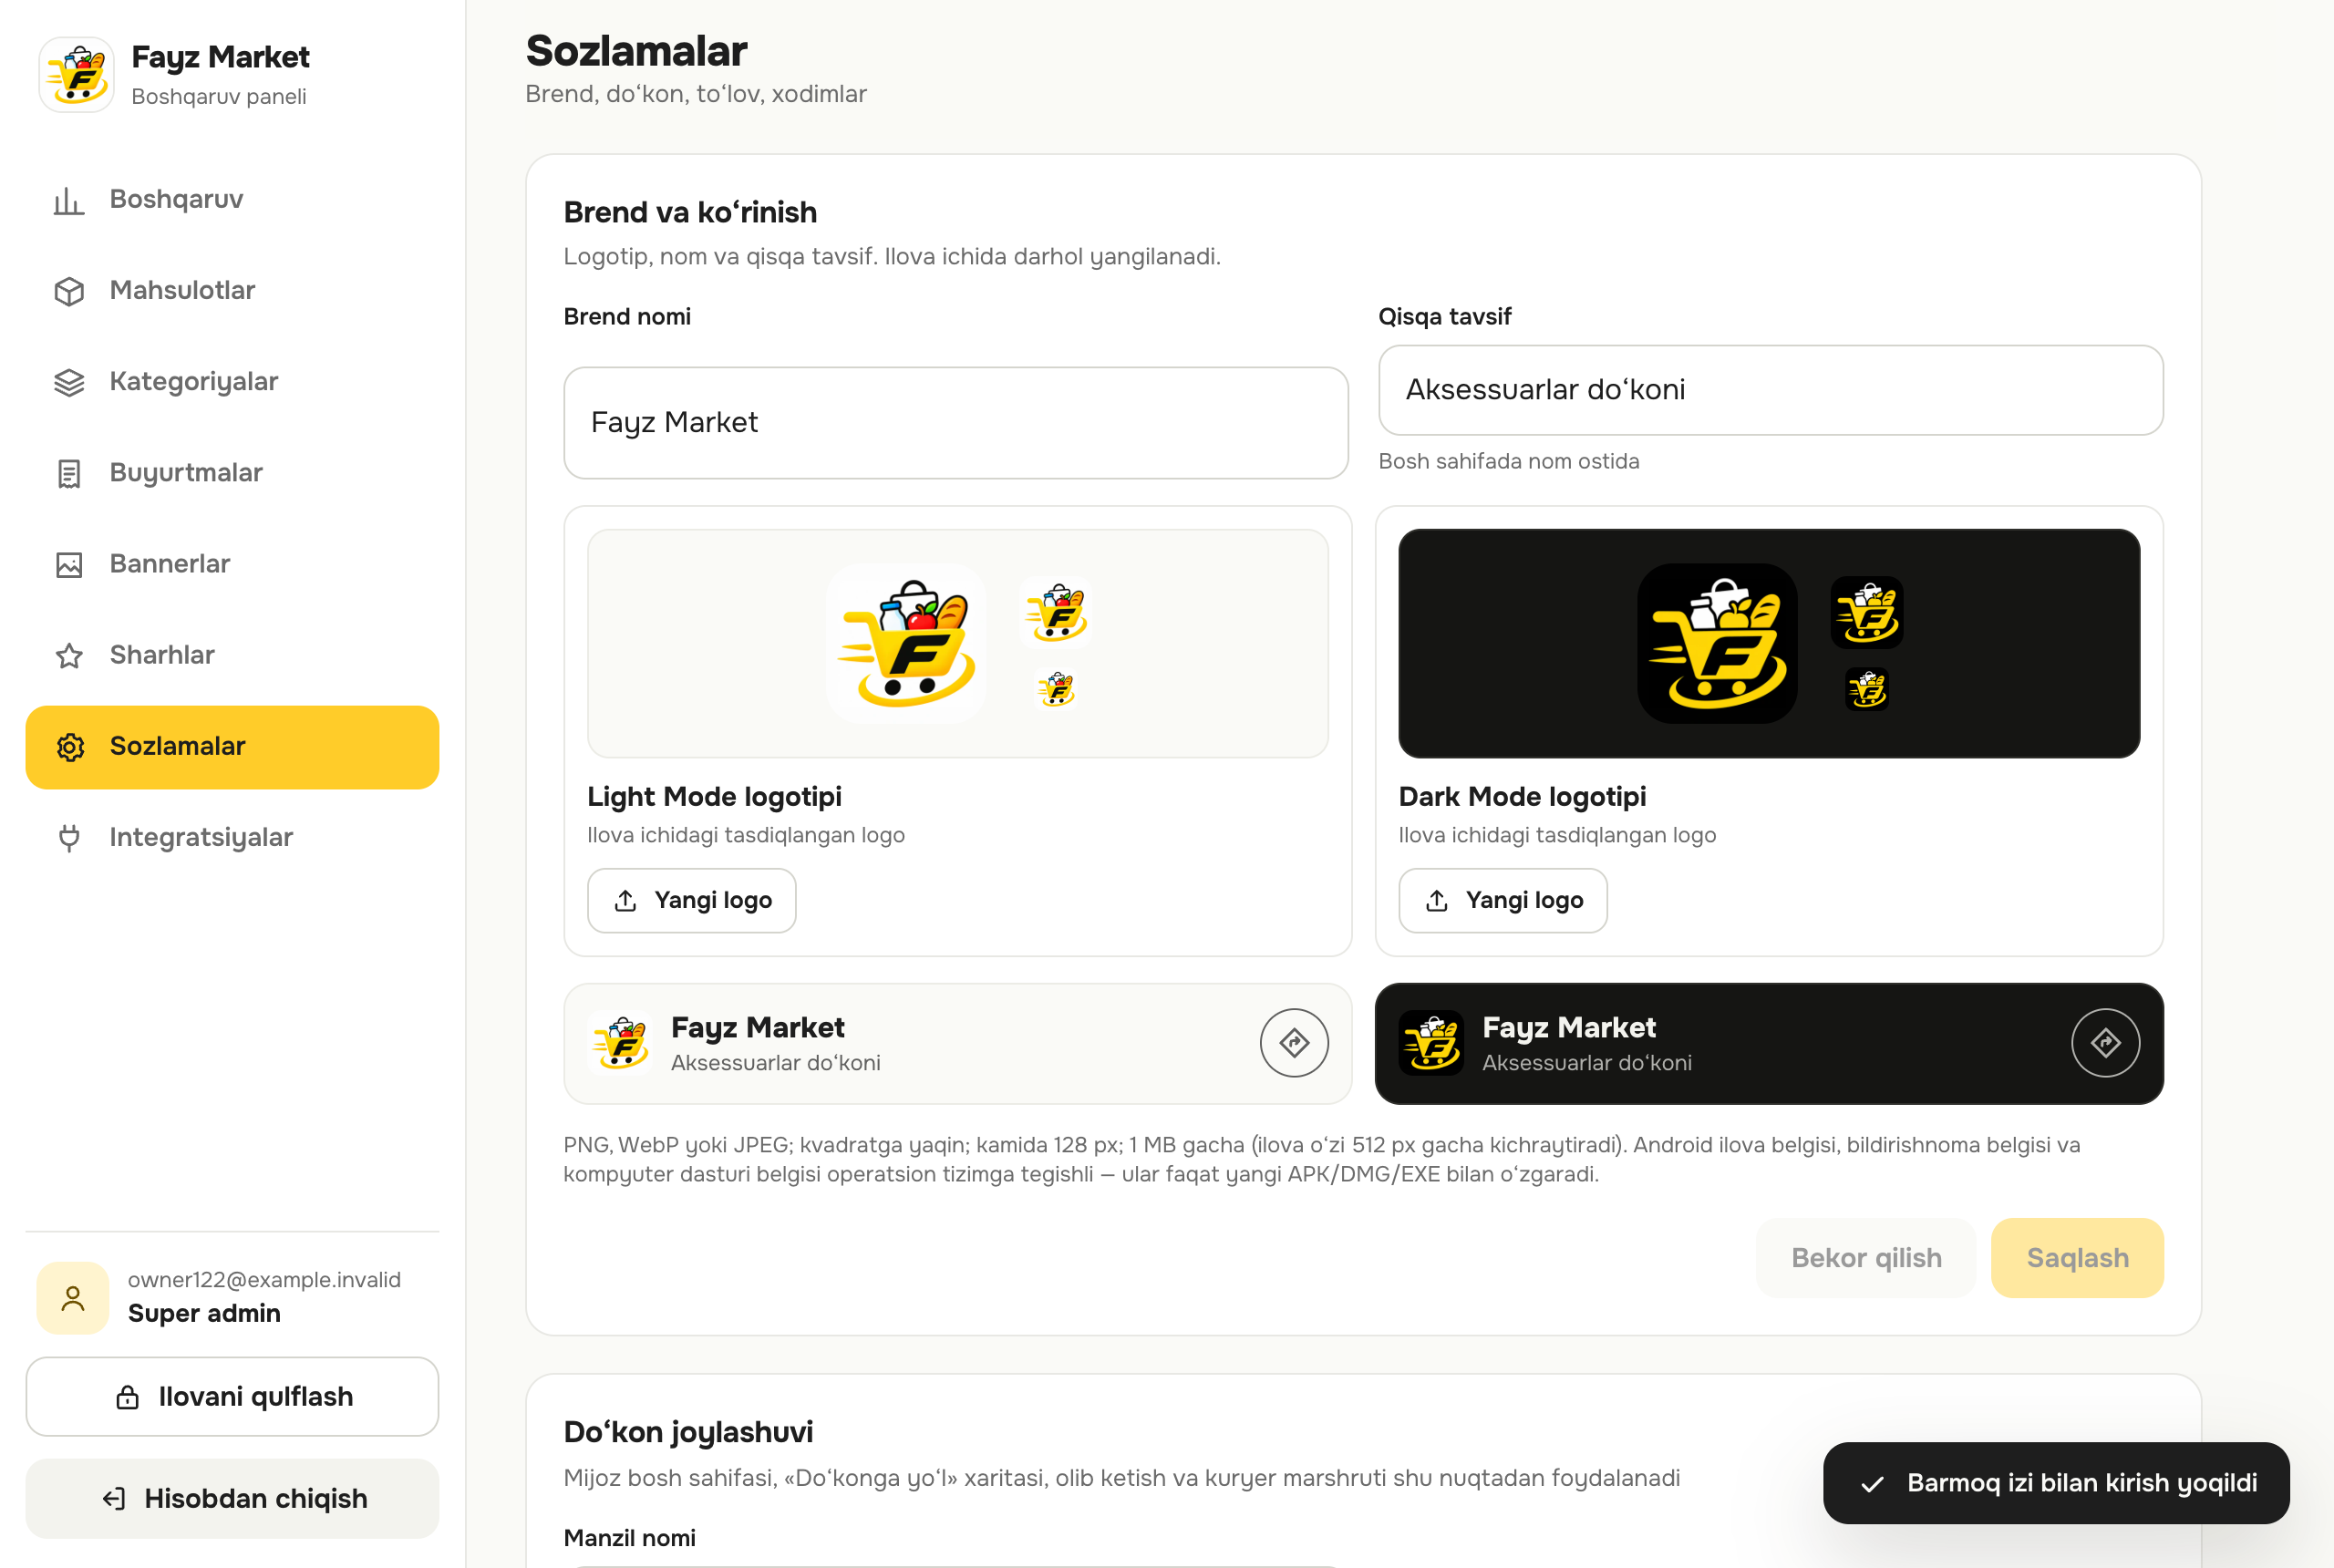 Fayz Market
Boshqaruv paneli
Boshqaruv
Mahsulotlar
Kategoriyalar
Buyurtmalar
Bannerlar
Sharhlar
Sozlamalar
Integratsiyalar
owner122@example.invalid
Super admin
Ilovani qulflash
Hisobdan chiqish
Sozlamalar
Brend, do‘kon, to‘lov, xodimlar
Brend va ko‘rinish
Logotip, nom va qisqa tavsif. Ilova ichida darhol yangilanadi.
Brend nomi
Fayz Market
Qisqa tavsif
Aksessuarlar do‘koni
Bosh sahifada nom ostida
F
F
F
Light Mode logotipi
Ilova ichidagi tasdiqlangan logo
Yangi logo
F
F
F
Dark Mode logotipi
Ilova ichidagi tasdiqlangan logo
Yangi logo
Fayz Market
Aksessuarlar do‘koni
Fayz Market
Aksessuarlar do‘koni
PNG, WebP yoki JPEG; kvadratga yaqin; kamida 128 px; 1 MB gacha (ilova o‘zi 512 px gacha kichraytiradi). Android ilova belgisi, bildirishnoma belgisi va
kompyuter dasturi belgisi operatsion tizimga tegishli — ular faqat yangi APK/DMG/EXE bilan o‘zgaradi.
Bekor qilish
Saqlash
Do‘kon joylashuvi
Mijoz bosh sahifasi, «Do‘konga yo‘l» xaritasi, olib ketish va kuryer marshruti shu nuqtadan foydalanadi
Manzil nomi
Barmoq izi bilan kirish yoqildi